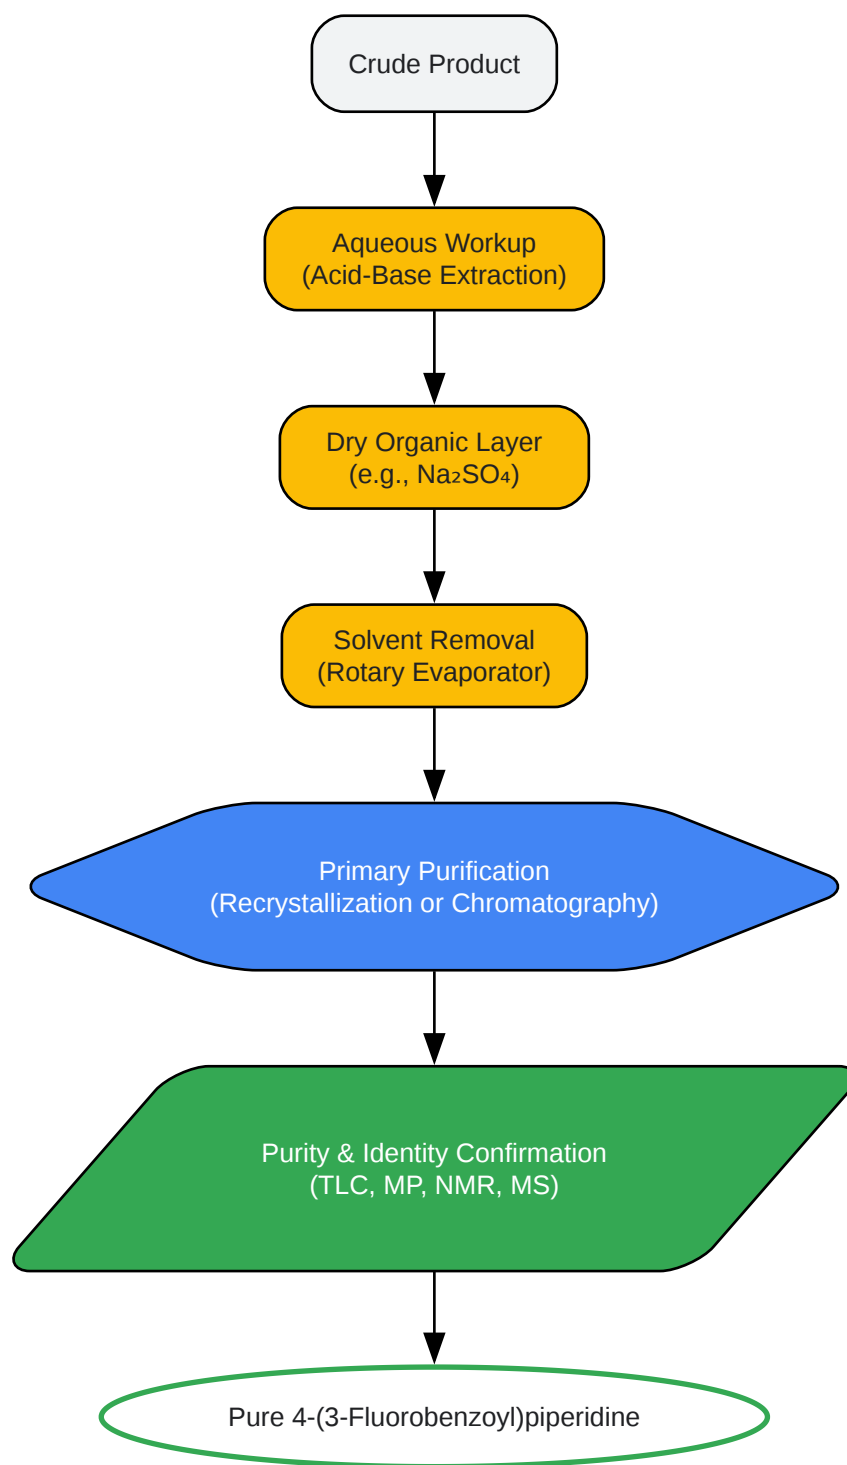 Crude Product
Aqueous Workup
(Acid-Base Extraction)
Dry Organic Layer
(e.g., Na₂SO₄)
Solvent Removal
(Rotary Evaporator)
Primary Purification
(Recrystallization or Chromatography)
Purity & Identity Confirmation
(TLC, MP, NMR, MS)
Pure 4-(3-Fluorobenzoyl)piperidine